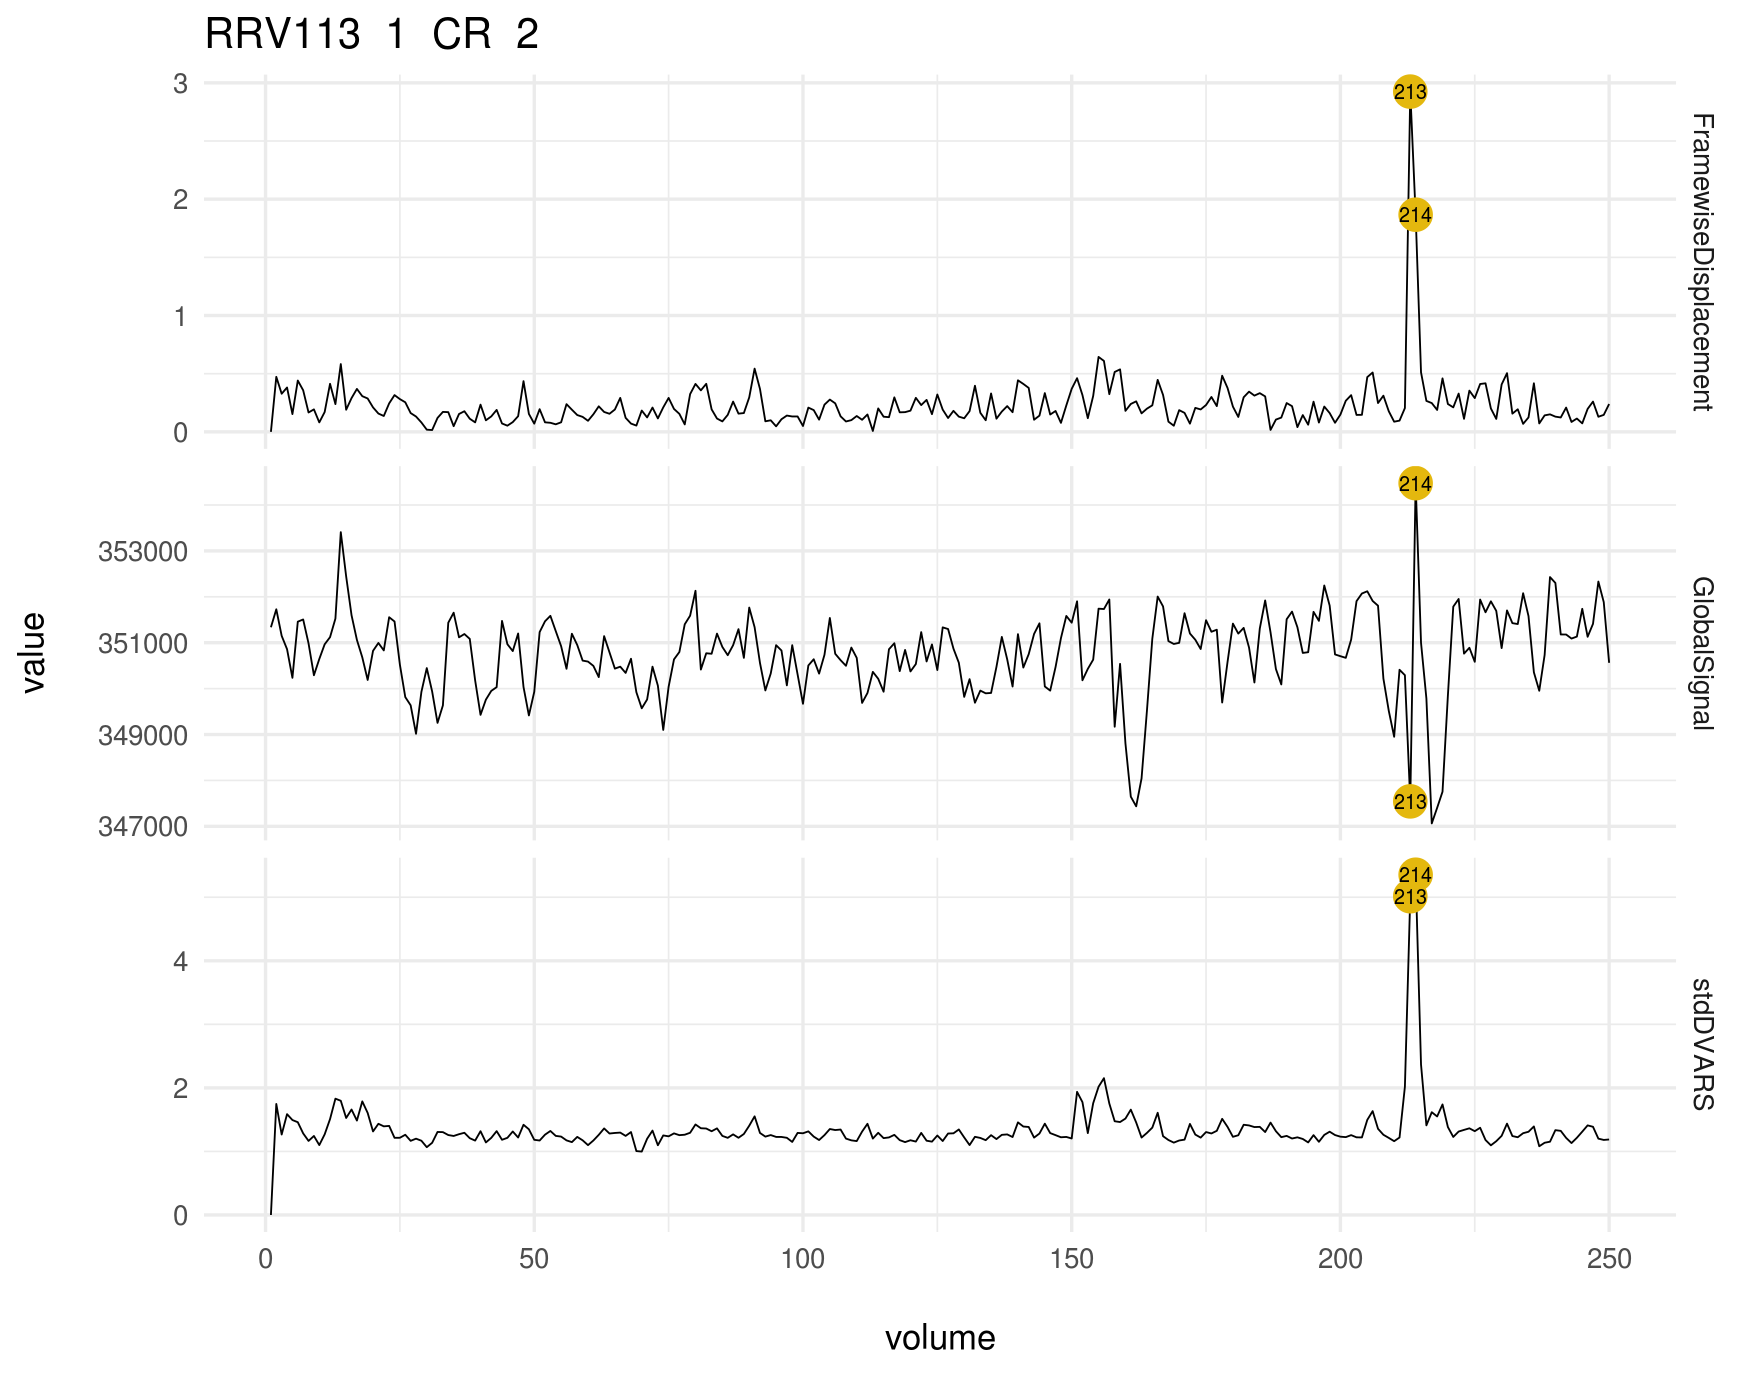 RRV113 1 CR 2
3
2
1
0
213
214
FramewiseDisplacement
353000
351000
349000
347000
214
213
GlobalSignal
4
2
0
214
213
stdDVARS
0 50 100 150 200 250
volume
value